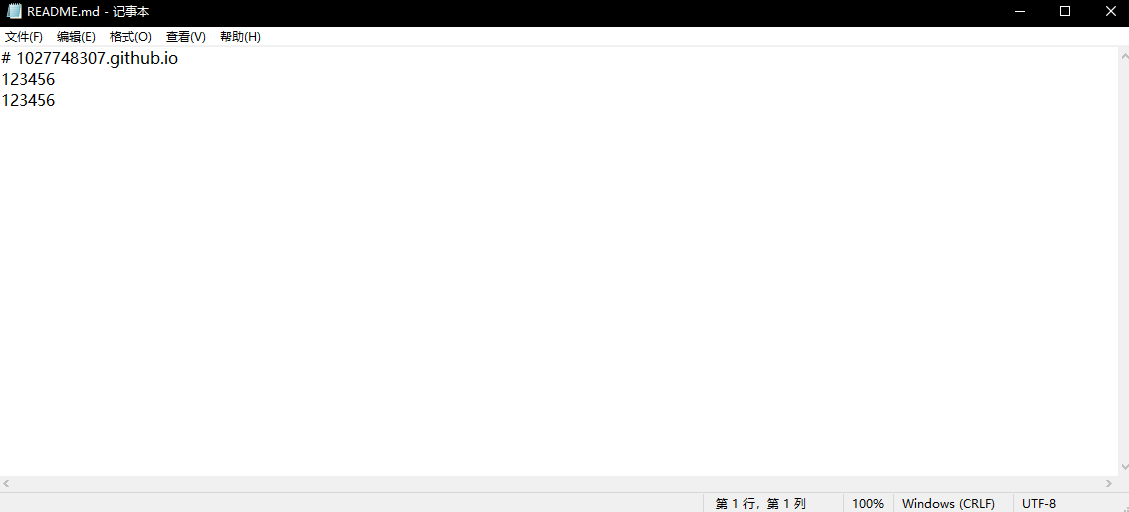 README.md - 记事本
文件(F) 编辑(E) 格式(O) 查看(V) 帮助(H)
# 1027748307.github.io
123456
123456
第 1 行，第 1 列 100% Windows (CRLF) UTF-8